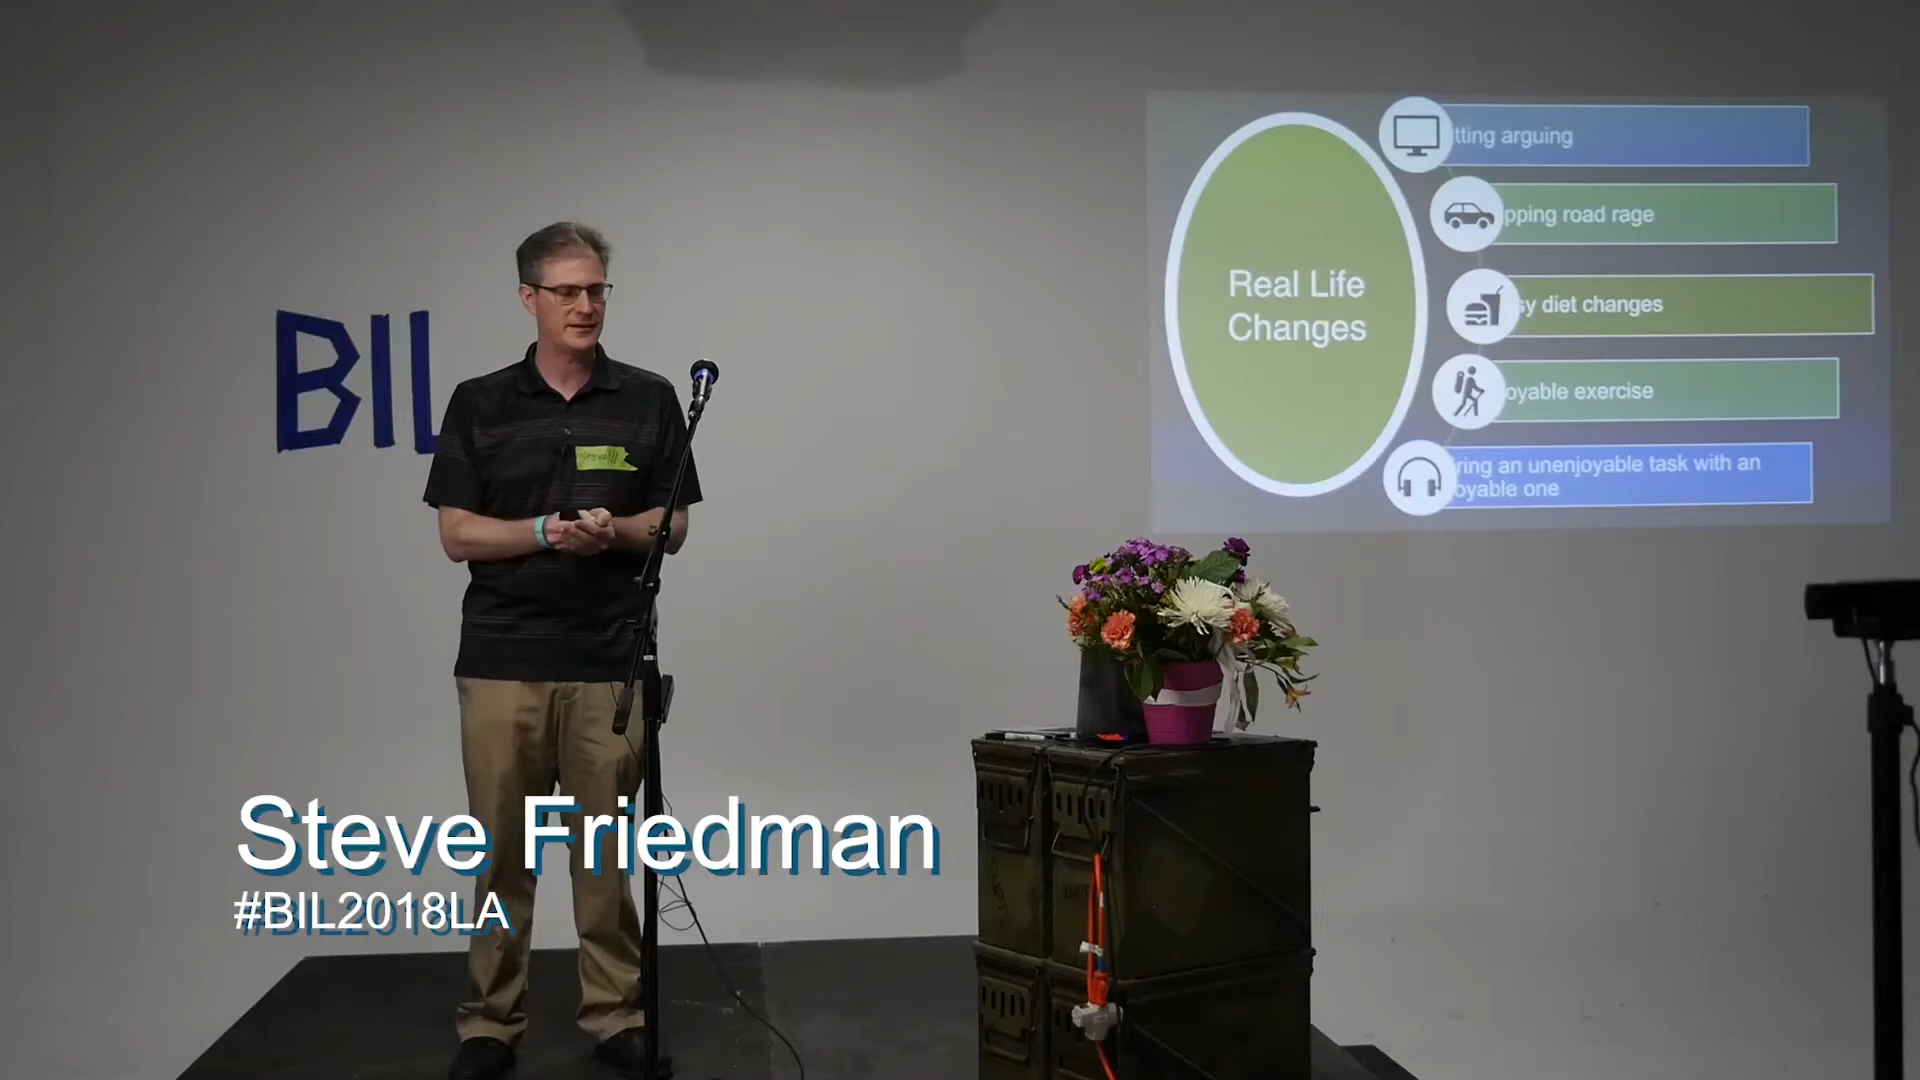 BIL
Real Life
Changes
tting arguing
pping road rage
sy diet changes
oyable exercise
ring an unenjoyable task with an
oyable one
Steve Friedman
#BIL2018LA